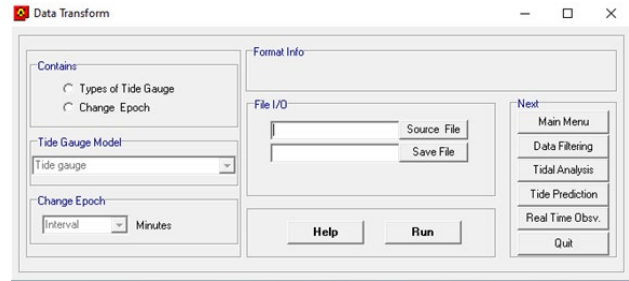 Data Transform
Contains
Types of Tide Gauge
Change Epoch
Tide Gauge Model
Tide gauge
Change Epoch
Interval Minutes
Format Info
File I/O
Source File
Save File
Help Run
Next
Main Menu
Data Filtering
Tidal Analysis
Tide Prediction
Real Time Obsv.
Quit